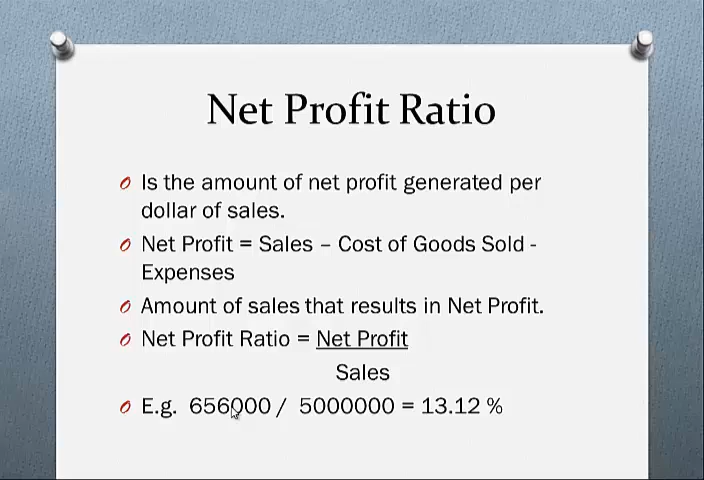 Net Profit Ratio
Is the amount of net profit generated per
dollar of sales.
Net Profit = Sales – Cost of Goods Sold -
Expenses
Amount of sales that results in Net Profit.
Net Profit Ratio = Net Profit
Sales
E.g. 656000 / 5000000 = 13.12 %